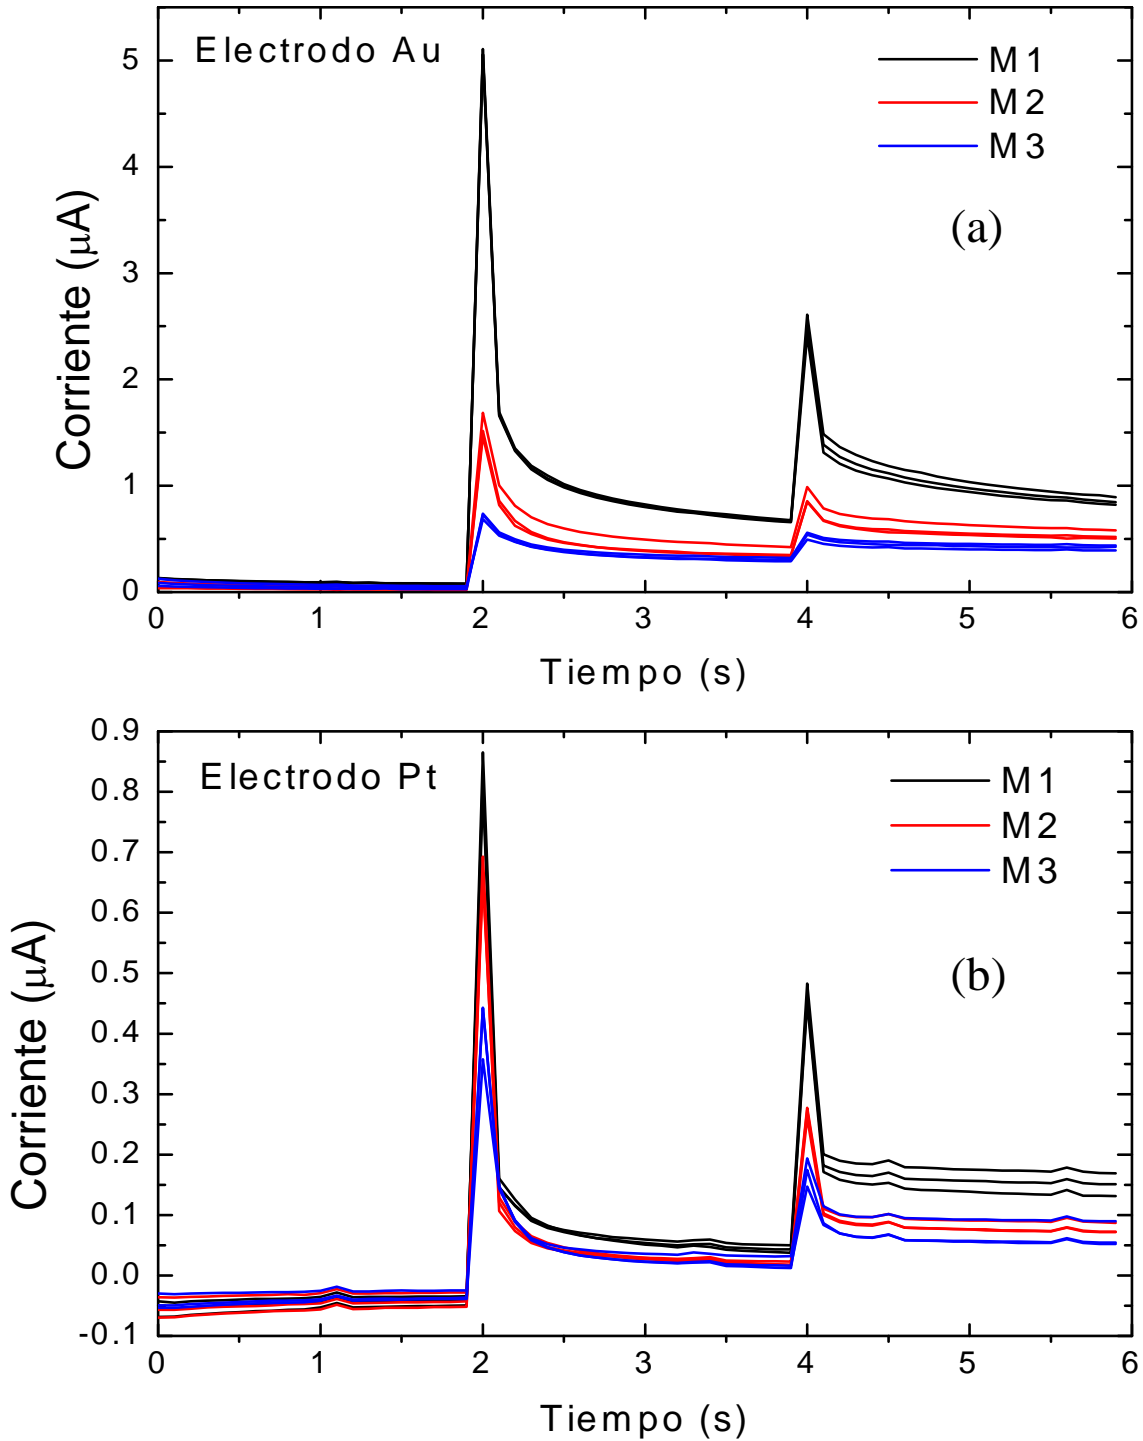 Electrodo Au
M1
M2
M3
(a)
Corriente (μA)
5
4
3
2
1
0
0 1 2 3 4 5 6
Tiempo (s)
Electrodo Pt
M1
M2
M3
(b)
Corriente (μA)
0.9
0.8
0.7
0.6
0.5
0.4
0.3
0.2
0.1
0.0
-0.1
0 1 2 3 4 5 6
Tiempo (s)